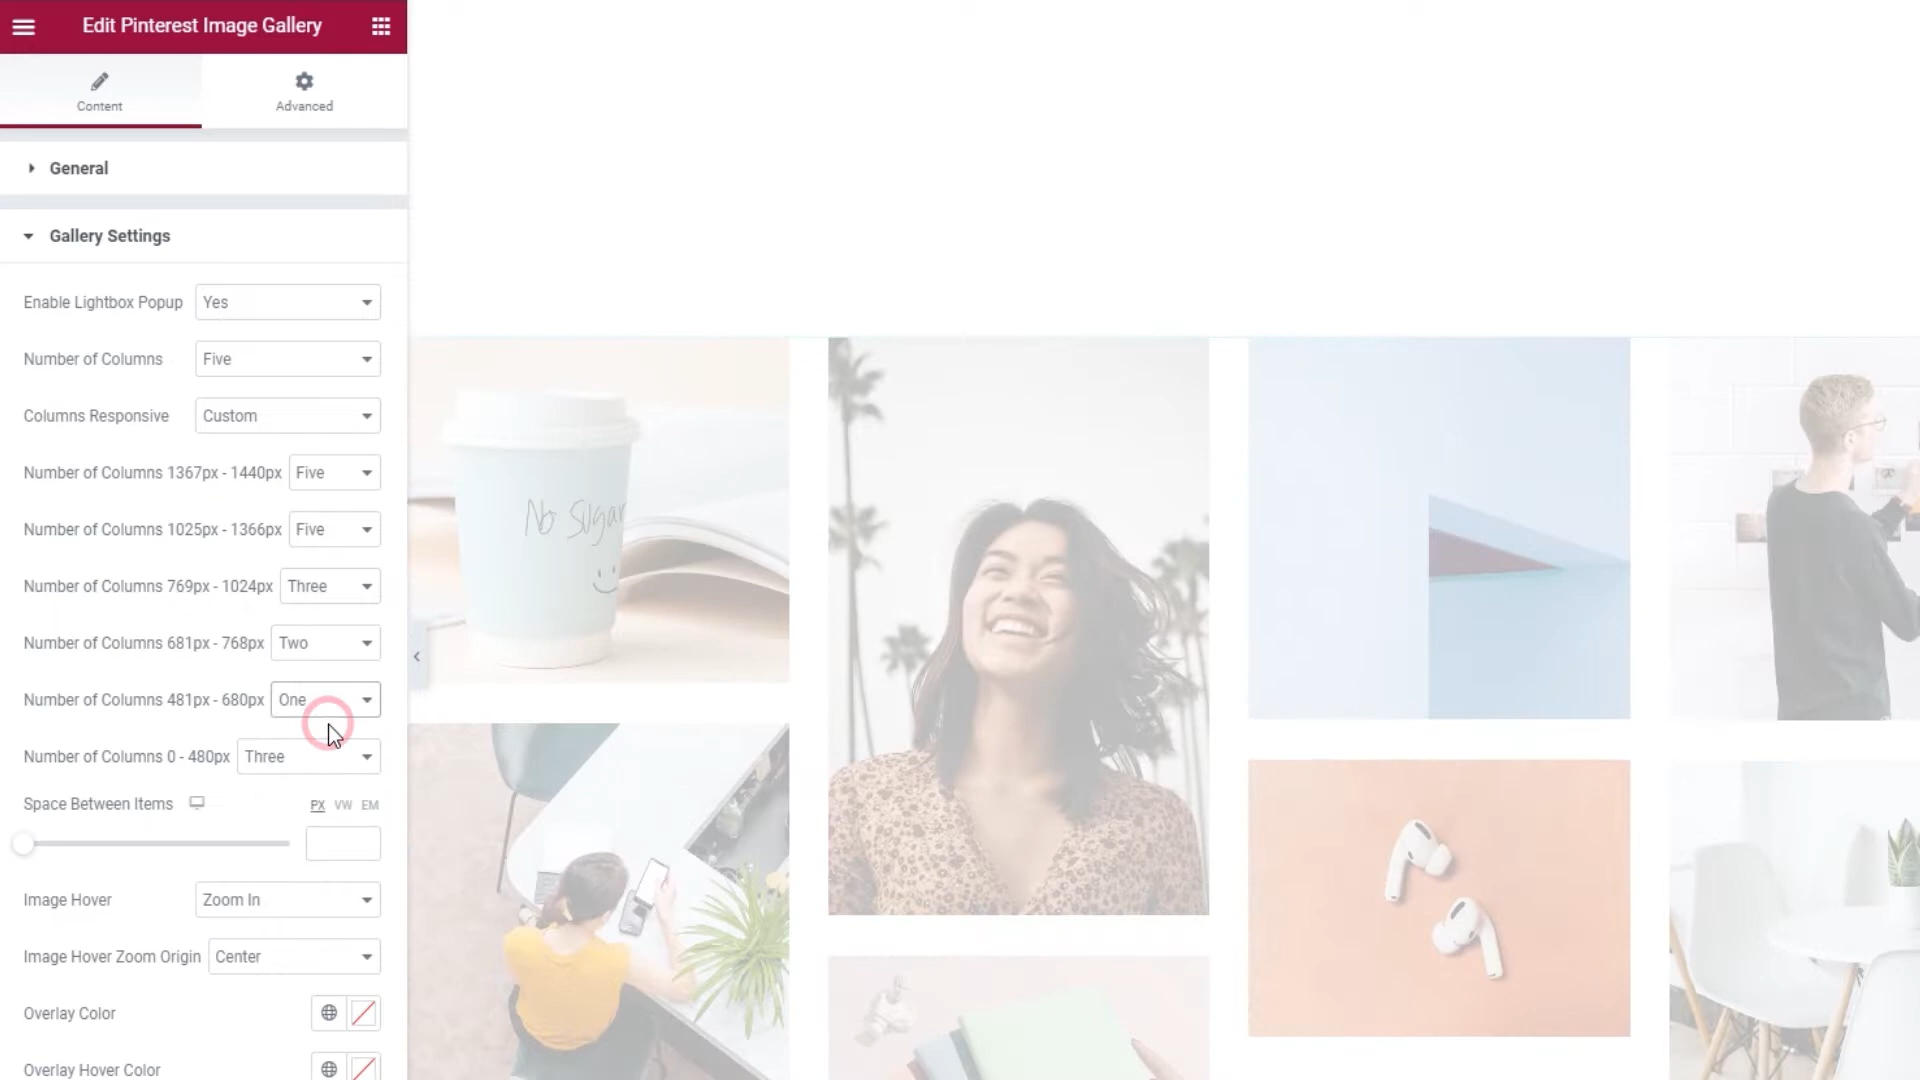 Edit Pinterest Image Gallery
Content
Advanced
General
Gallery Settings
Enable Lightbox Popup Yes
Number of Columns Five
Columns Responsive Custom
Number of Columns 1367px - 1440px Five
Number of Columns 1025px - 1366px Five
Number of Columns 769px - 1024px Three
Number of Columns 681px - 768px Two
Number of Columns 481px - 680px One
Number of Columns 0 - 480px Three
Space Between Items PX VW EM
Image Hover Zoom In
Image Hover Zoom Origin Center
Overlay Color
Overlay Hover Color
No Sugar